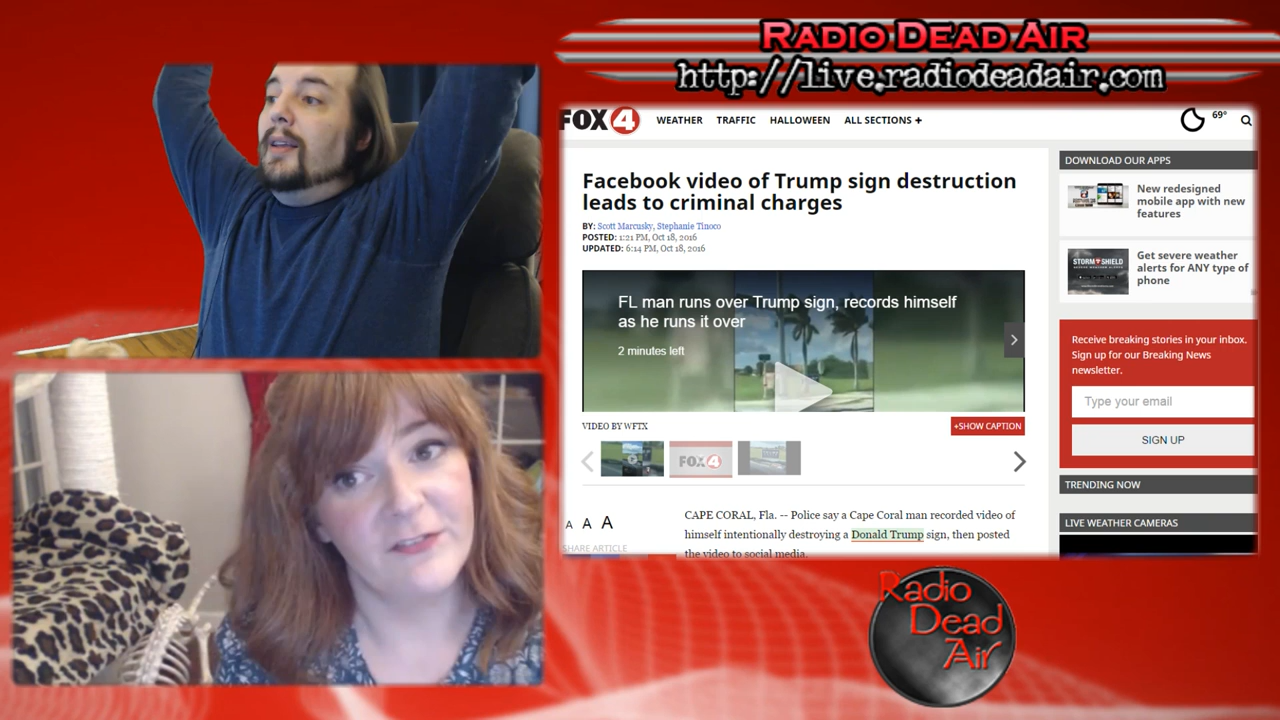 Radio Dead Air
http://live.radiodeadair.com
FOX 4
WEATHER
TRAFFIC
HALLOWEEN
ALL SECTIONS +
69°
Facebook video of Trump sign destruction
leads to criminal charges
BY: Scott Marcusky, Stephanie Tinoco
POSTED: 1:21 PM, Oct 18, 2016
UPDATED: 6:14 PM, Oct 18, 2016
FL man runs over Trump sign, records himself
as he runs it over
2 minutes left
VIDEO BY WFTX
+SHOW CAPTION
FOX 4
A A A
SHARE ARTICLE
CAPE CORAL, Fla. -- Police say a Cape Coral man recorded video of
himself intentionally destroying a Donald Trump sign, then posted
the video to social media.
DOWNLOAD OUR APPS
New redesigned
mobile app with new
features
STORM SHIELD
Get severe weather
alerts for ANY type of
phone
Receive breaking stories in your inbox.
Sign up for our Breaking News
newsletter.
Type your email
SIGN UP
TRENDING NOW
LIVE WEATHER CAMERAS
Radio
Dead
Air